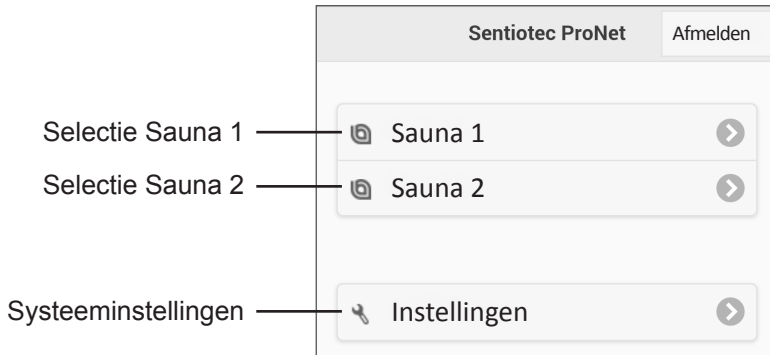 Sentiotec ProNet Afmelden
Selectie Sauna 1 Sauna 1
Selectie Sauna 2 Sauna 2
Systeeminstellingen Instellingen